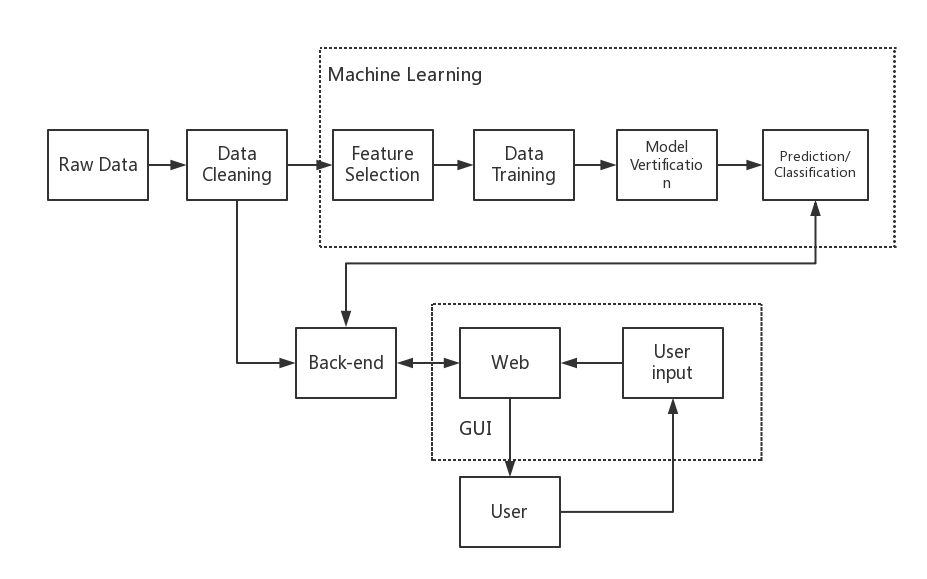 Machine Learning
Raw Data
Data
Cleaning
Feature
Selection
Data
Training
Model
Vertificatio
n
Prediction/
Classification
Back-end
Web
User
input
GUI
User